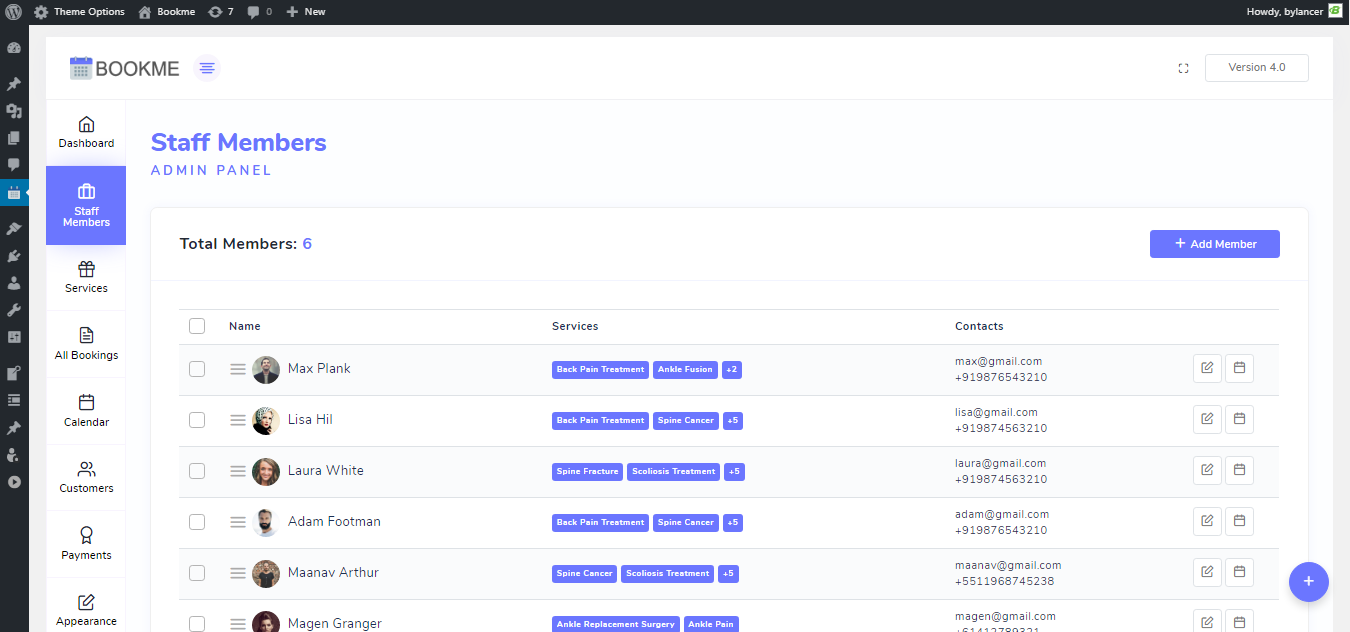 Theme Options Bookme 7 0 New Howdy, bylancer
BOOKME Version 4.0
Dashboard
Staff Members
Services
All Bookings
Calendar
Customers
Payments
Appearance
Staff Members
ADMIN PANEL
Total Members: 6 + Add Member
Name Services Contacts
Max Plank Back Pain Treatment Ankle Fusion +2 max@gmail.com
+919876543210
Lisa Hil Back Pain Treatment Spine Cancer +5 lisa@gmail.com
+919874563210
Laura White Spine Fracture Scoliosis Treatment +5 laura@gmail.com
+919874563210
Adam Footman Back Pain Treatment Spine Cancer +5 adam@gmail.com
+919876543210
Maanav Arthur Spine Cancer Scoliosis Treatment +5 maanav@gmail.com
+5511968745238
Magen Granger Ankle Replacement Surgery Ankle Pain magen@gmail.com
+